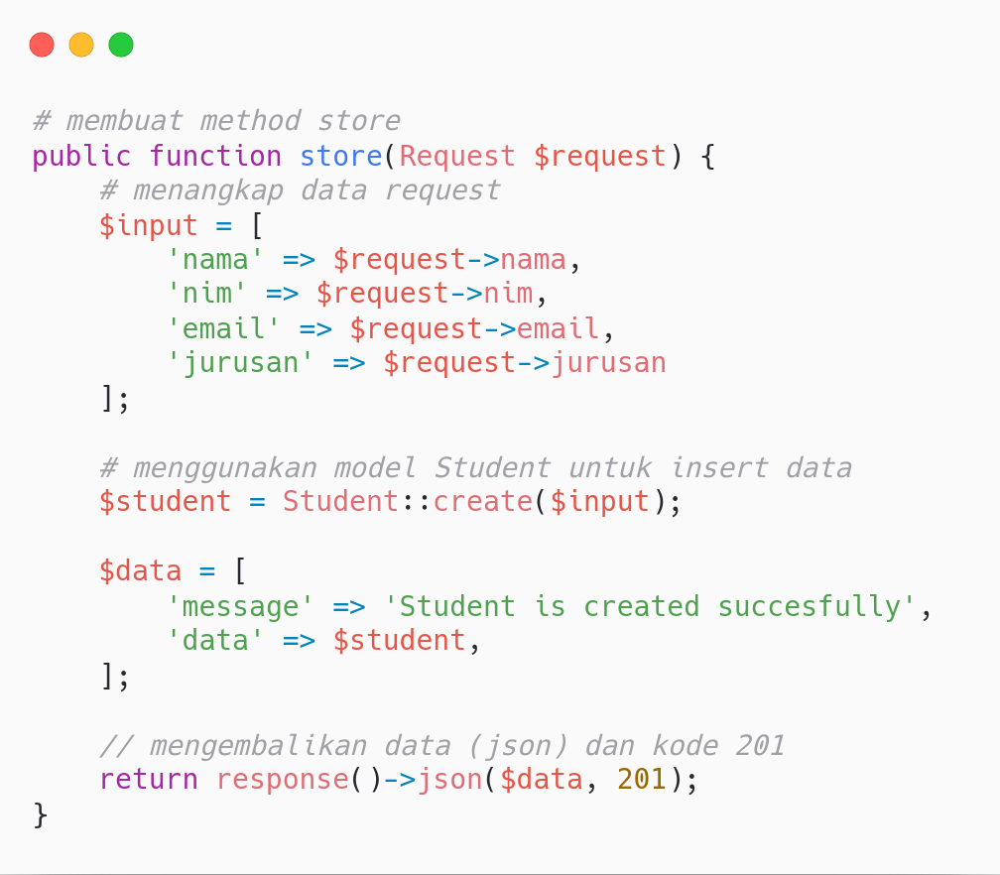 # membuat method store
public function store(Request $request) {
    # menangkap data request
    $input = [
        'nama' => $request->nama,
        'nim' => $request->nim,
        'email' => $request->email,
        'jurusan' => $request->jurusan
    ];

    # menggunakan model Student untuk insert data
    $student = Student::create($input);

    $data = [
        'message' => 'Student is created succesfully',
        'data' => $student,
    ];

    // mengembalikan data (json) dan kode 201
    return response()->json($data, 201);
}